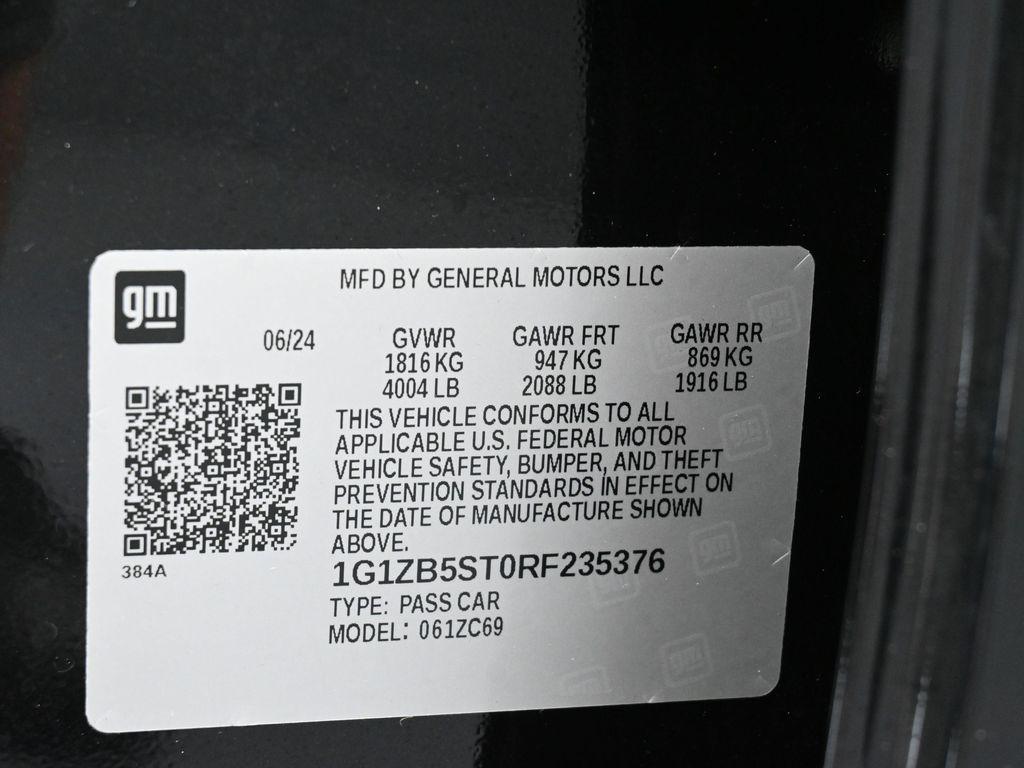 gm
MFD BY GENERAL MOTORS LLC
06/24
GVWR GAWR FRT GAWR RR
1816 KG 947 KG 869 KG
4004 LB 2088 LB 1916 LB
THIS VEHICLE CONFORMS TO ALL
APPLICABLE U.S. FEDERAL MOTOR
VEHICLE SAFETY, BUMPER, AND THEFT
PREVENTION STANDARDS IN EFFECT ON
THE DATE OF MANUFACTURE SHOWN
ABOVE.
384A
1G1ZB5ST0RF235376
TYPE: PASS CAR
MODEL: 061ZC69